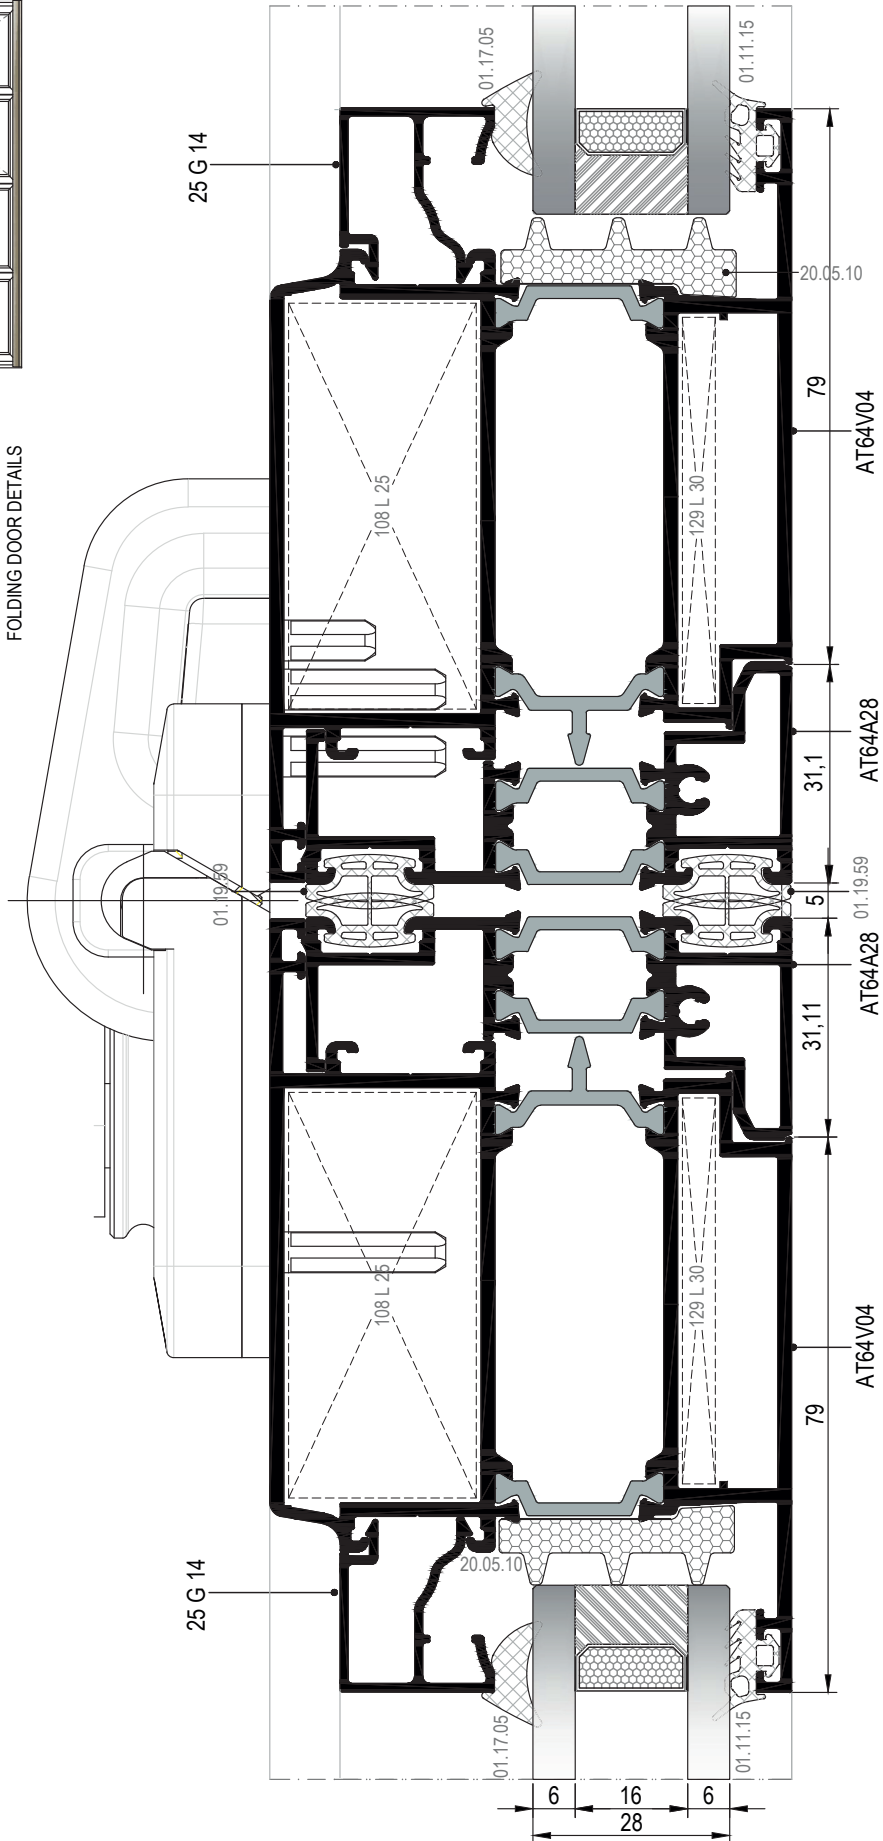 FOLDING DOOR DETAILS
25 G 14
01.17.05
01.11.15
20.05.10
108 L 25
129 L 30
79
AT64V04
31,1
AT64A28
01.19.59
5
01.19.59
AT64A28
31,11
108 L 25
129 L 30
79
AT64V04
25 G 14
20.05.10
01.17.05
01.11.15
6
16
6
28